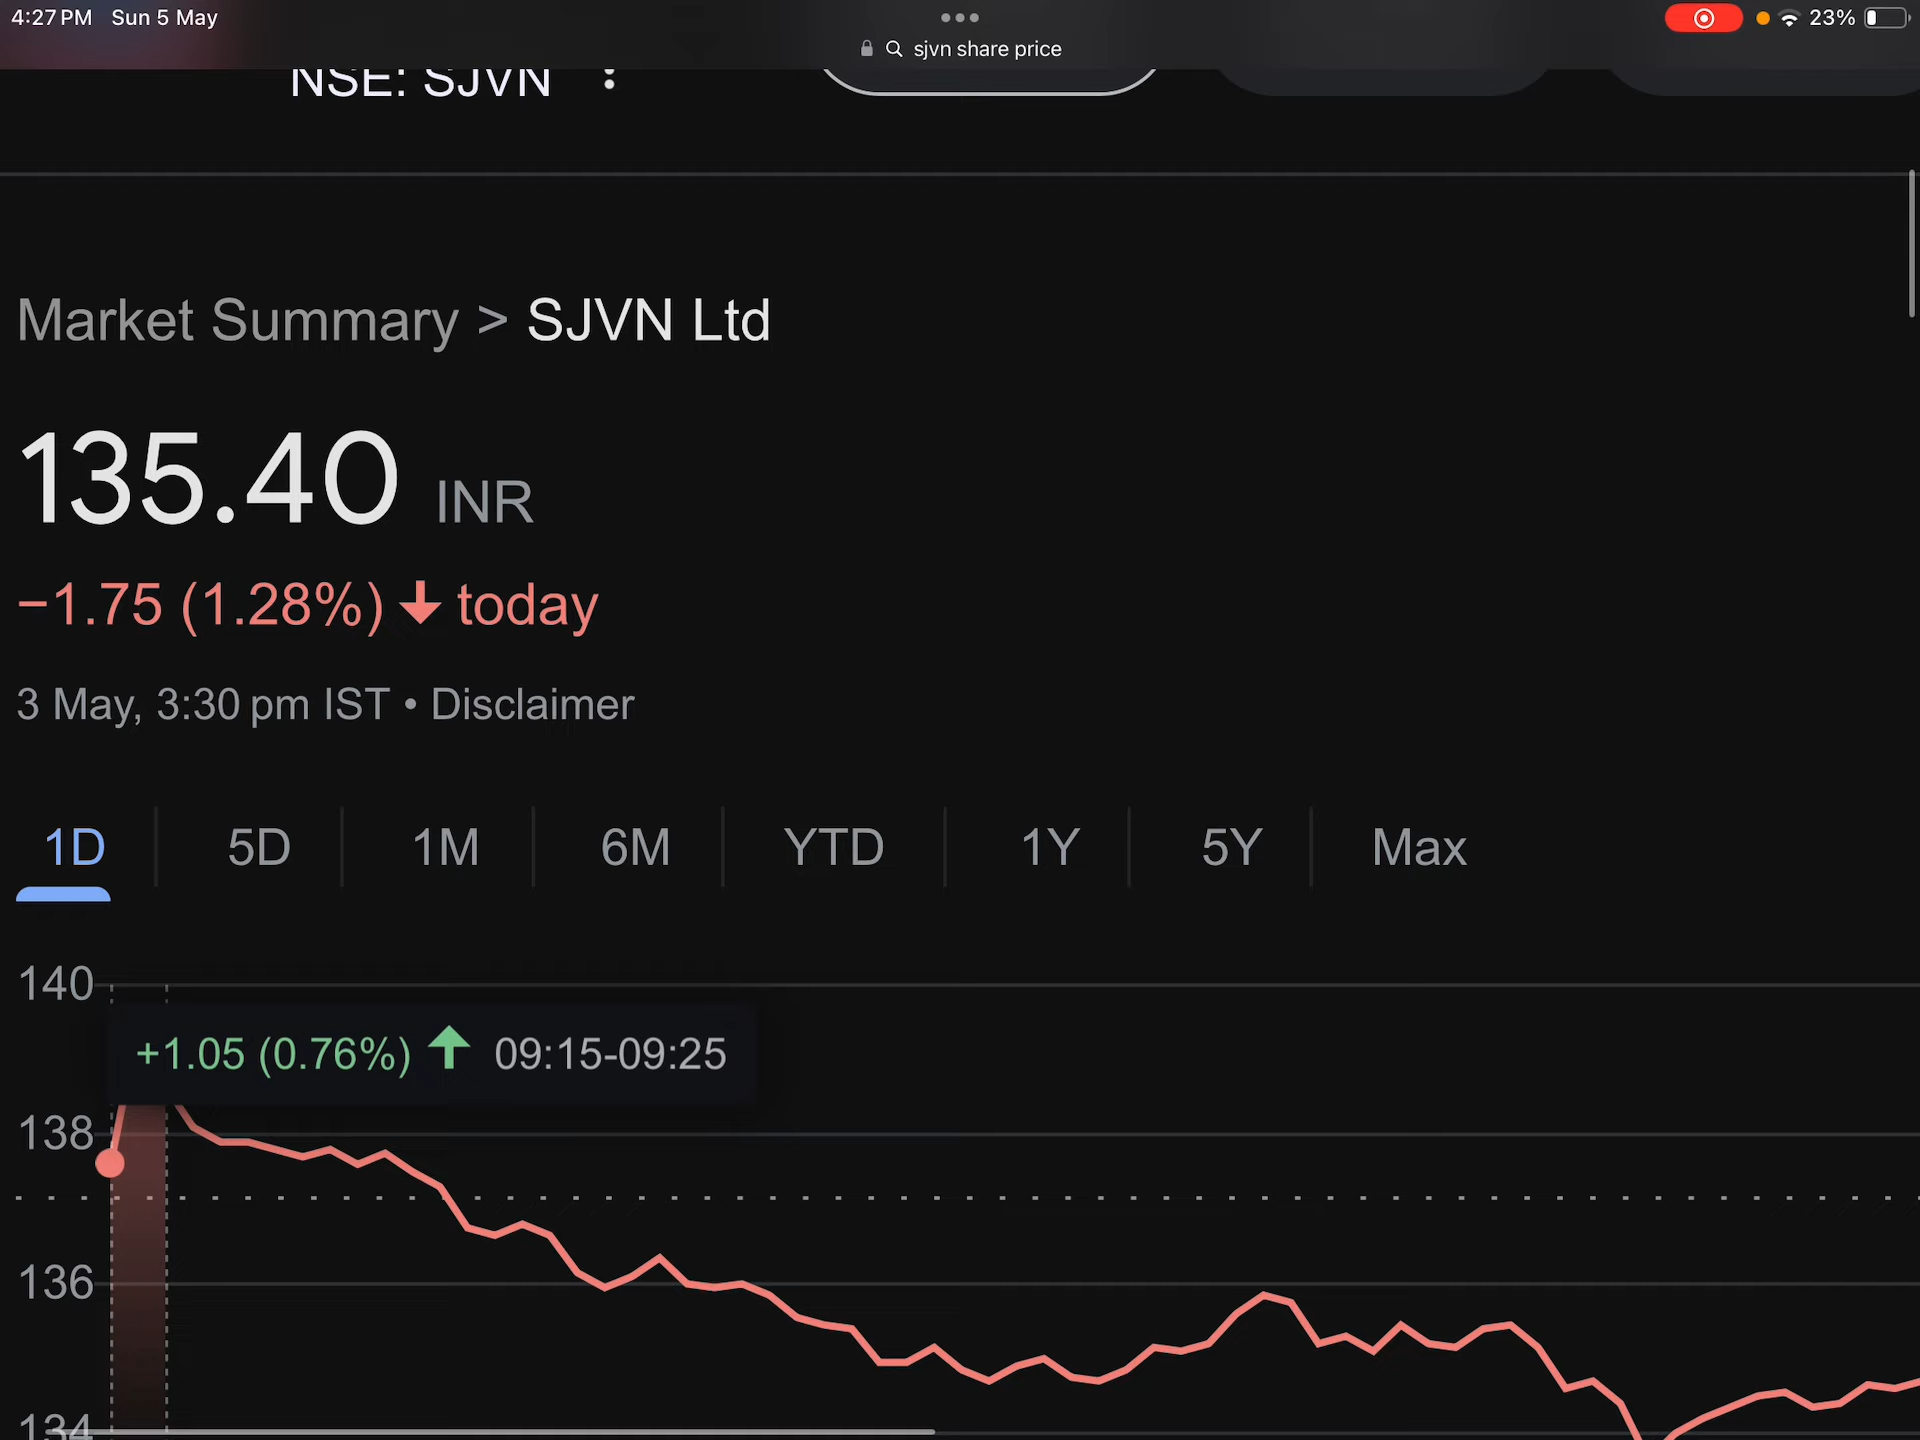 4:27 PM Sun 5 May
23%
sjvn share price
NSE: SJVN
Market Summary > SJVN Ltd
135.40 INR
−1.75 (1.28%) ↓ today
3 May, 3:30 pm IST • Disclaimer
1D 5D 1M 6M YTD 1Y 5Y Max
140
+1.05 (0.76%) ↑ 09:15-09:25
138
136
134